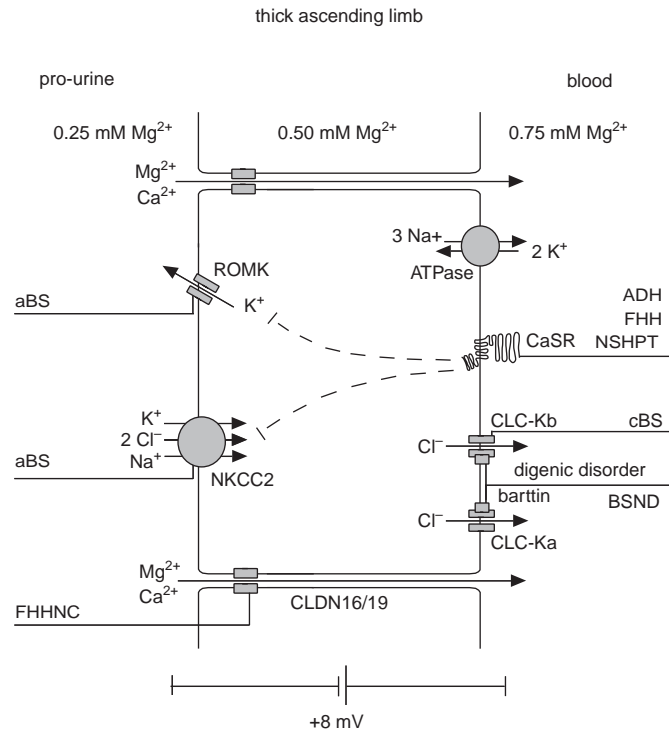 thick ascending limb
pro-urine
blood
0.25 mM Mg²⁺
0.50 mM Mg²⁺
0.75 mM Mg²⁺
Mg²⁺
Ca²⁺
3 Na+
2 K⁺
ATPase
ROMK
K⁺
aBS
ADH
FHH
NSHPT
CaSR
K⁺
2 Cl⁻
Na⁺
NKCC2
aBS
CLC-Kb
cBS
Cl⁻
digenic disorder
barttin
BSND
Cl⁻
CLC-Ka
Mg²⁺
Ca²⁺
CLDN16/19
FHHNC
+8 mV